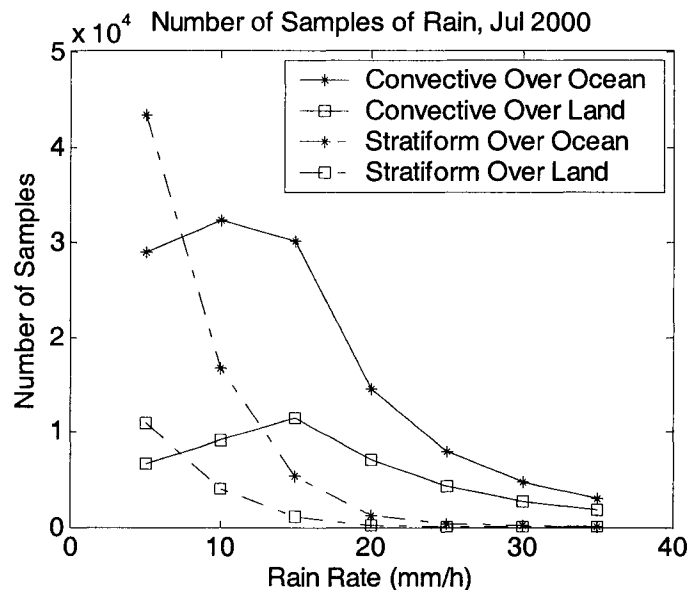 Number of Samples of Rain, Jul 2000
x 10^4
5
4
3
2
1
0
Number of Samples
Convective Over Ocean
Convective Over Land
Stratiform Over Ocean
Stratiform Over Land
0 10 20 30 40
Rain Rate (mm/h)